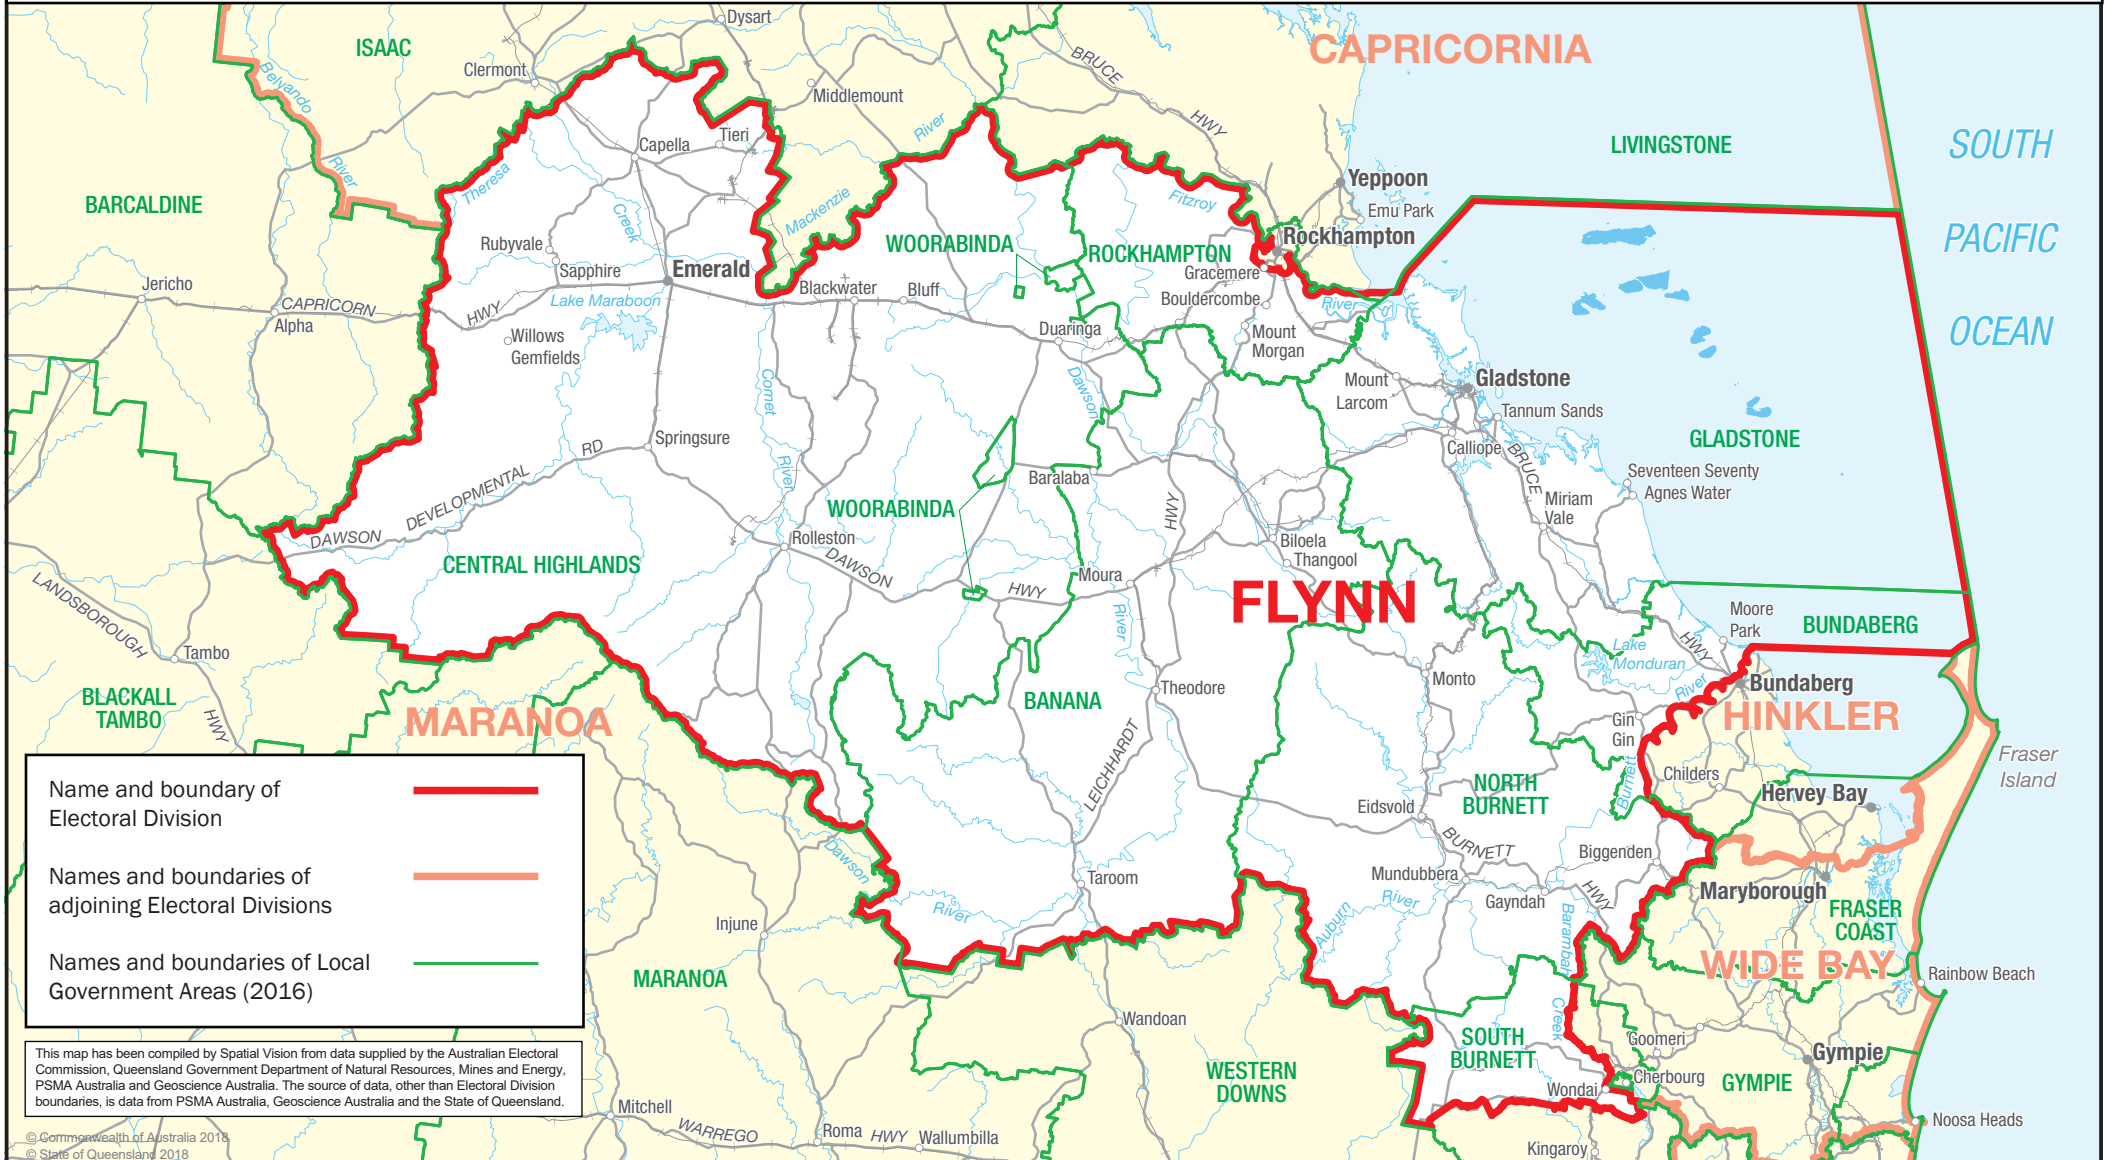 Dysart
ISAAC
Clermont
CAPRICORNIA
BRUCE
Belyando
Middlemount
HWY
River
Tieri
Capella
LIVINGSTONE
SOUTH
River
Theresa
Yeppoon
BARCALDINE
Mackenzie
Fitzroy
Emu Park
Creek
Rubyvale
WOORABINDA
ROCKHAMPTON
Rockhampton
PACIFIC
Sapphire
Emerald
Gracemere
Jericho
CAPRICORN
HWY
Lake Maraboon
Blackwater
Bluff
Bouldercombe
River
Alpha
Willows
Gemfields
Duaringa
Mount
Morgan
OCEAN
Comet
Dawson
Mount
Larcom
Gladstone
Tannum Sands
Springsure
RD
GLADSTONE
Calliope
BRUCE
River
DEVELOPMENTAL
Baralaba
Seventeen Seventy
Agnes Water
WOORABINDA
HWY
Miriam
Vale
DAWSON
Rolleston
Biloela
Thangool
CENTRAL HIGHLANDS
DAWSON
HWY
Moura
LANDSBOROUGH
FLYNN
River
Moore
Park
BUNDABERG
Tambo
HWY
Lake
Monduran
Monto
River
Bundaberg
BLACKALL
TAMBO
HWY
MARANOA
BANANA
Theodore
HINKLER
Gin
Gin
LEICHHARDT
Fraser
Island
Burnett
Childers
Hervey Bay
NORTH
BURNETT
Eidsvold
Name and boundary of
Electoral Division
Names and boundaries of
adjoining Electoral Divisions
Names and boundaries of Local
Government Areas (2016)
BURNETT
Biggenden
HWY
Dawson
River
Taroom
Mundubbera
River
Gayndah
Maryborough
FRASER
COAST
Auburn
Barambah
Creek
Injune
WIDE BAY
MARANOA
Rainbow Beach
Wandoan
SOUTH
BURNETT
Goomeri
Gympie
WESTERN
DOWNS
Wondai
Cherbourg
GYMPIE
This map has been compiled by Spatial Vision from data supplied by the Australian Electoral
Commission, Queensland Government Department of Natural Resources, Mines and Energy,
PSMA Australia and Geoscience Australia. The source of data, other than Electoral Division
boundaries, is data from PSMA Australia, Geoscience Australia and the State of Queensland.
Mitchell
WARREGO
Roma
HWY
Wallumbilla
Kingaroy
Noosa Heads
© Commonwealth of Australia 2018
© State of Queensland 2018